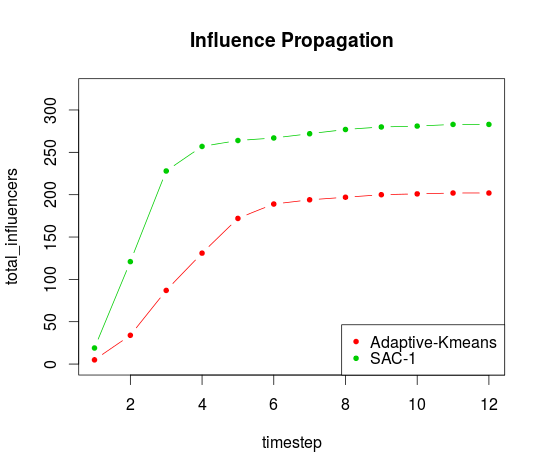 Influence Propagation
total_influencers
300
250
200
150
100
50
0
Adaptive-Kmeans
SAC-1
2 4 6 8 10 12
timestep